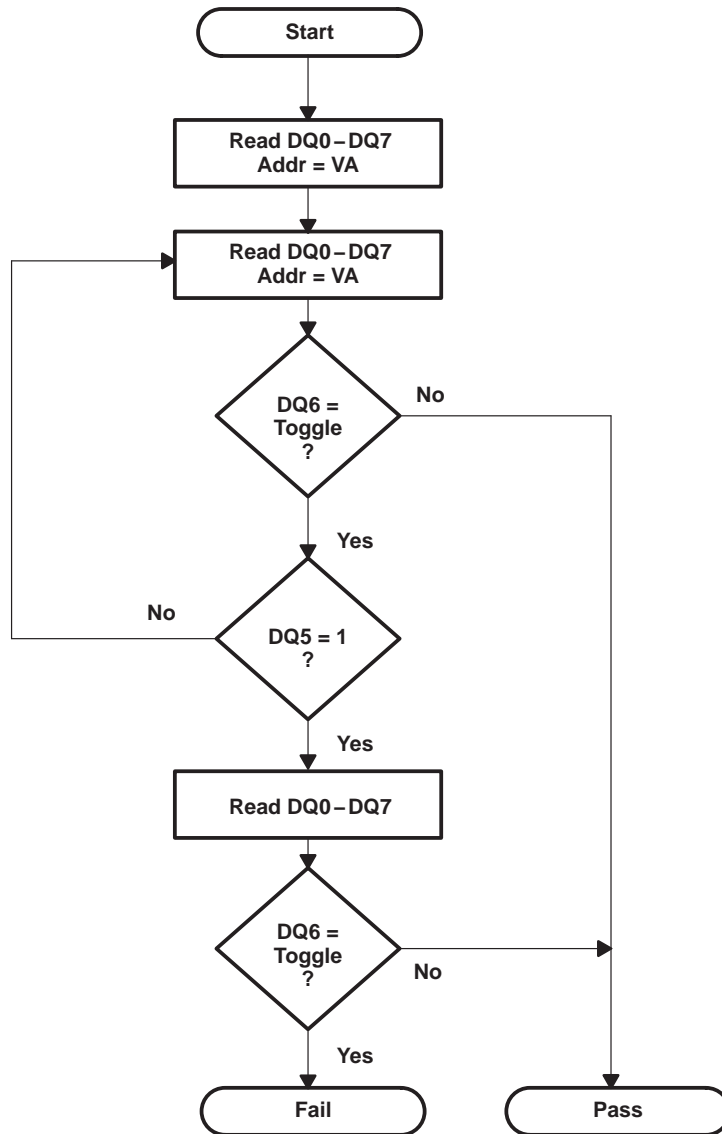 Start
Read DQ0–DQ7
Addr = VA
Read DQ0–DQ7
Addr = VA
DQ6 =
Toggle
?
No
Yes
No
DQ5 = 1
?
Yes
Read DQ0–DQ7
DQ6 =
Toggle
?
No
Yes
Fail
Pass